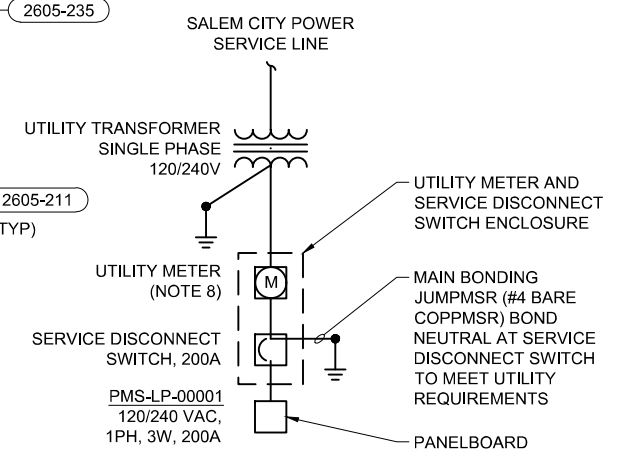 2605-235
SALEM CITY POWER
SERVICE LINE
UTILITY TRANSFORMER
SINGLE PHASE
120/240V
2605-211
TYP)
UTILITY METER AND
SERVICE DISCONNECT
SWITCH ENCLOSURE
UTILITY METER
(NOTE 8)
M
MAIN BONDING
JUMPMSR (#4 BARE
COPPMSR) BOND
NEUTRAL AT SERVICE
DISCONNECT SWITCH
TO MEET UTILITY
REQUIREMENTS
SERVICE DISCONNECT
SWITCH, 200A
PMS-LP-00001
120/240 VAC,
1PH, 3W, 200A
PANELBOARD